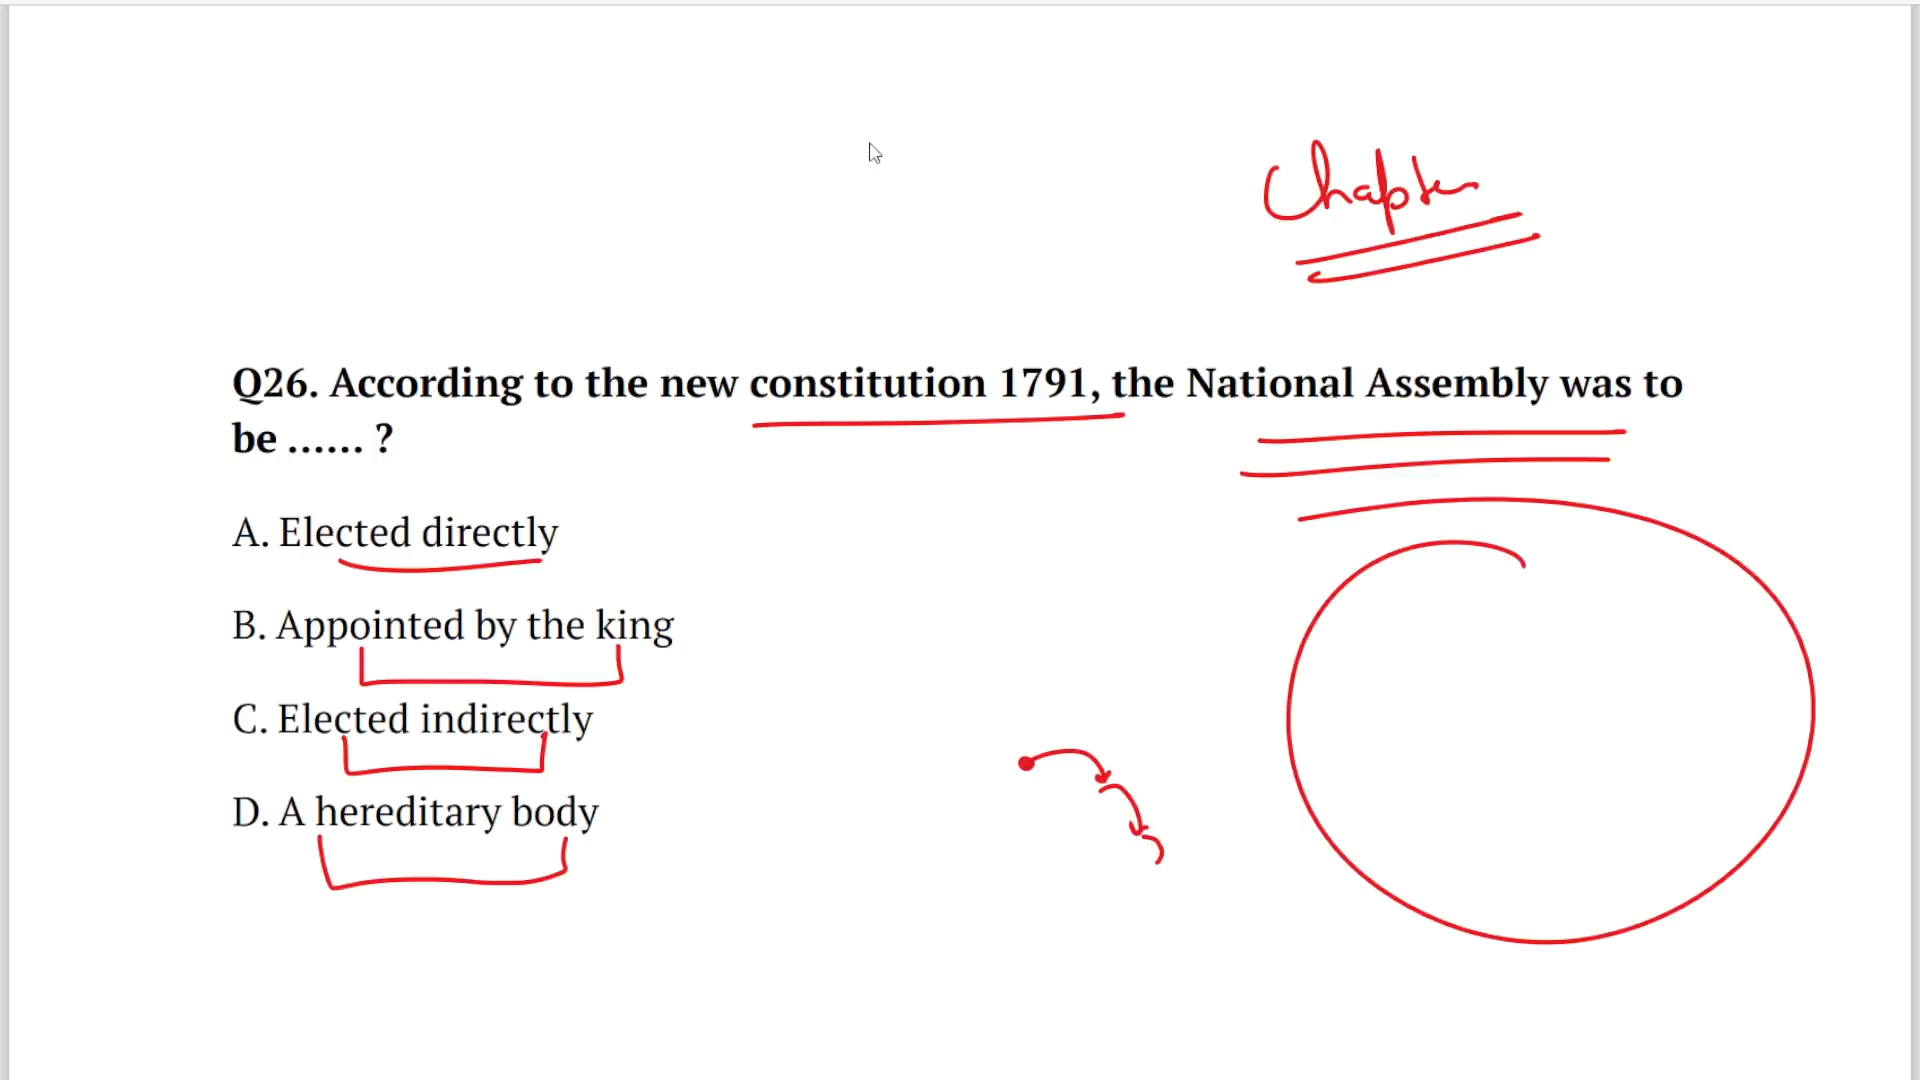 Chapter
Q26. According to the new constitution 1791, the National Assembly was to
be ...... ?
A. Elected directly
B. Appointed by the king
C. Elected indirectly
D. A hereditary body